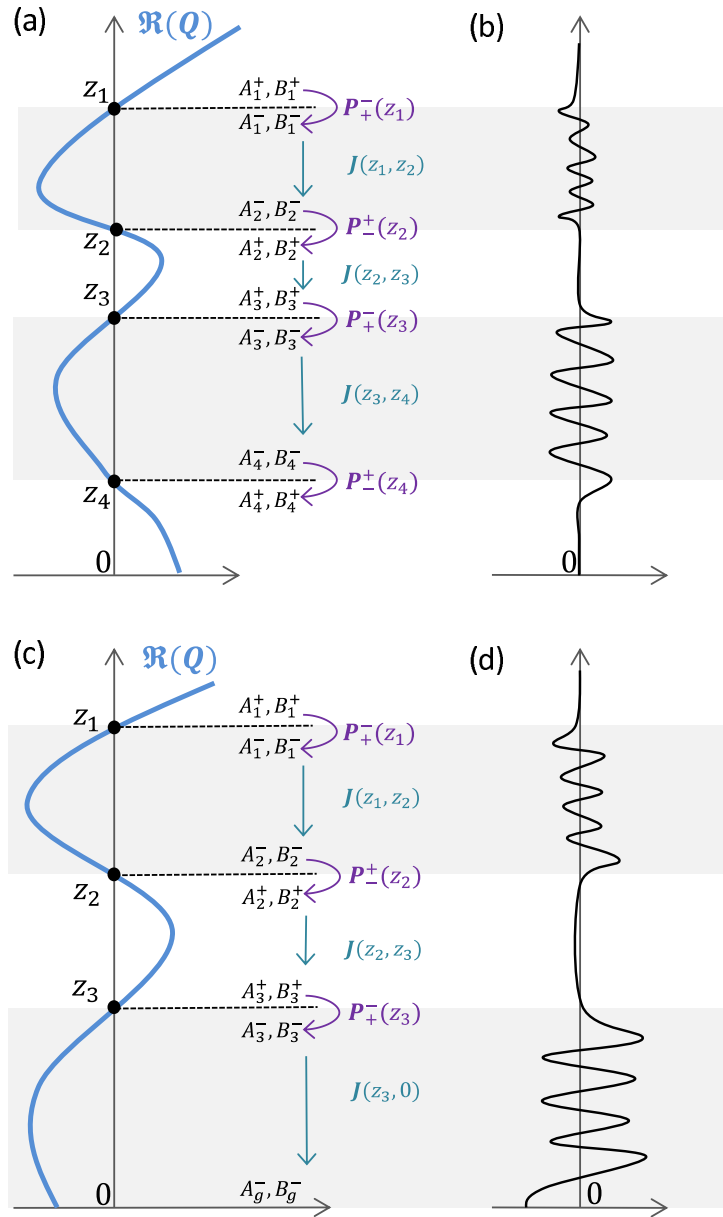 (a) ℜ(Q) (b)
z₁ A₁⁺, B₁⁺
A₁⁻, B₁⁻ P₊⁻(z₁)
J(z₁, z₂)
A₂⁻, B₂⁻
z₂ A₂⁺, B₂⁺ P₋⁺(z₂)
J(z₂, z₃)
z₃ A₃⁺, B₃⁺
A₃⁻, B₃⁻ P₊⁻(z₃)
J(z₃, z₄)
A₄⁻, B₄⁻
z₄ A₄⁺, B₄⁺ P₋⁺(z₄)
0 0
(c) ℜ(Q) (d)
z₁ A₁⁺, B₁⁺
A₁⁻, B₁⁻ P₊⁻(z₁)
J(z₁, z₂)
A₂⁻, B₂⁻
z₂ A₂⁺, B₂⁺ P₋⁺(z₂)
J(z₂, z₃)
z₃ A₃⁺, B₃⁺
A₃⁻, B₃⁻ P₊⁻(z₃)
J(z₃, 0)
0 A_g⁻, B_g⁻ 0